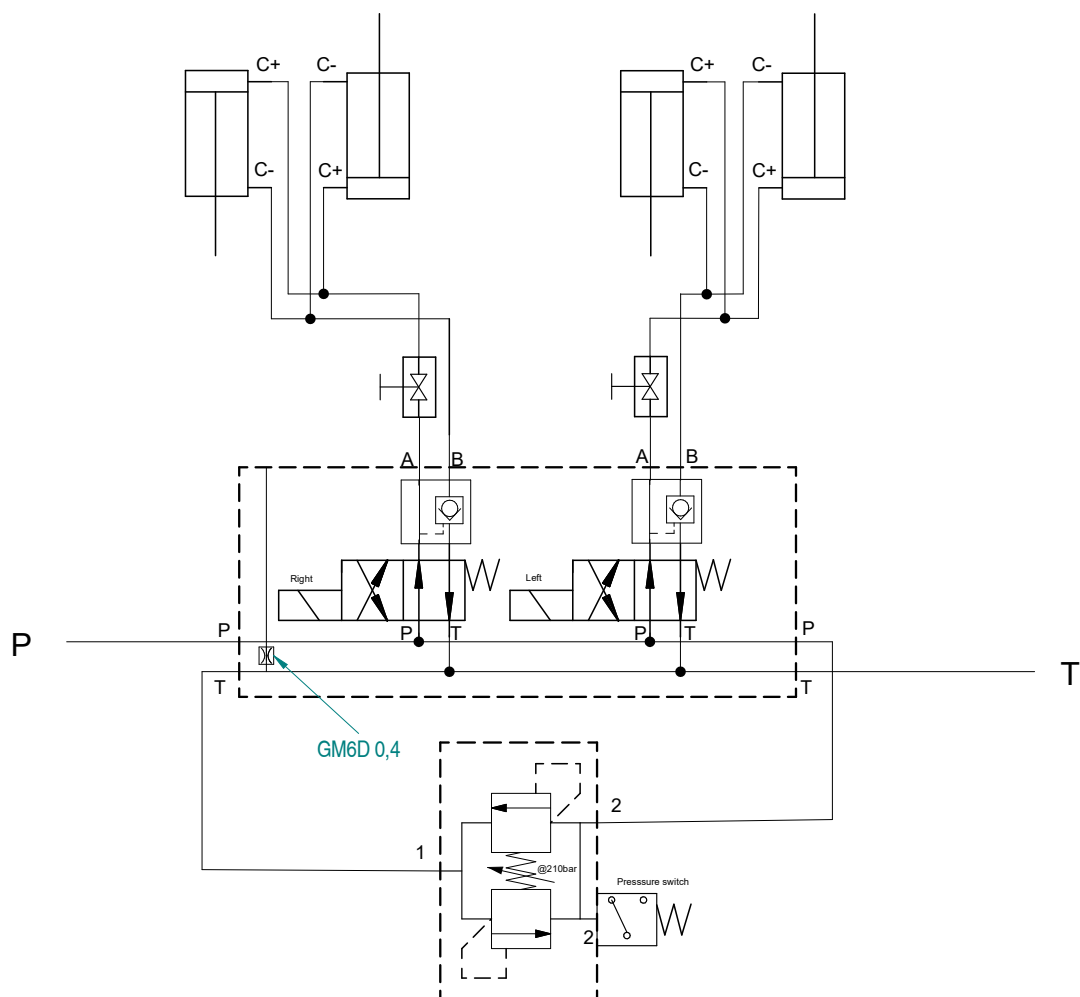 C+ C- C+ C-
C- C+ C- C+
A B A B
Right Left
P T P T
P P P
T T T
GM6D 0,4
2
1 @210bar
Presssure switch
2